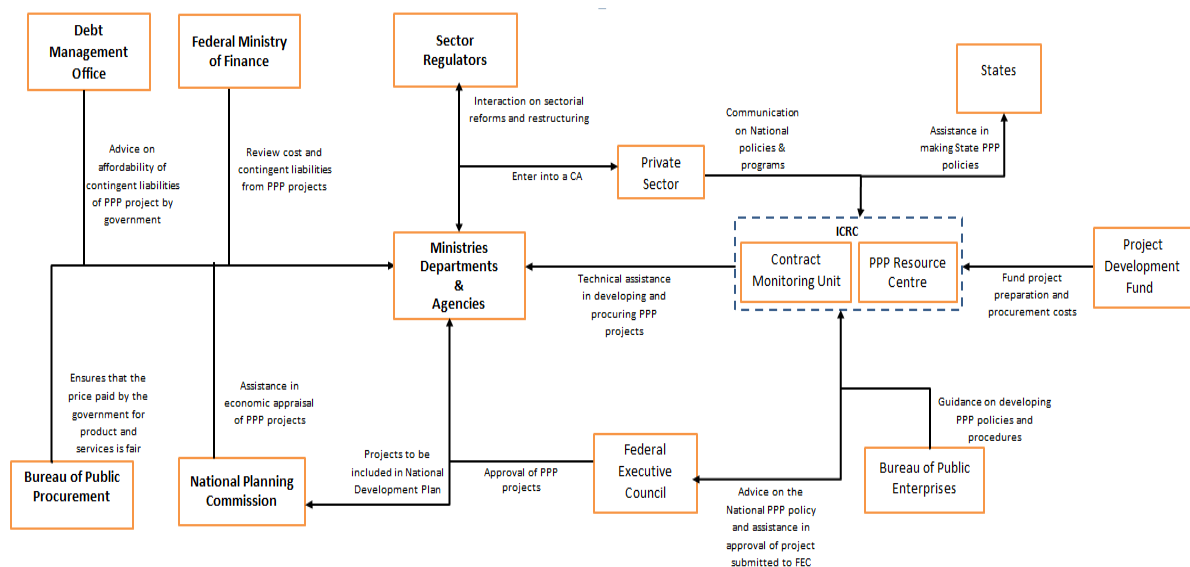 Debt
Management
Office
Federal Ministry
of Finance
Sector
Regulators
States
Interaction on sectorial
reforms and restructuring
Communication
on National
policies &
programs
Assistance in
making State PPP
policies
Advice on
affordability of
contingent liabilities
of PPP project by
government
Review cost and
contingent liabilities
from PPP projects
Enter into a CA
Private
Sector
ICRC
Ministries
Departments
&
Agencies
Contract
Monitoring Unit
PPP Resource
Centre
Project
Development
Fund
Technical assistance
in developing and
procuring PPP
projects
Fund project
preparation and
procurement costs
Ensures that the
price paid by the
government for
product and
services is fair
Assistance in
economic appraisal
of PPP projects
Guidance on developing
PPP policies and
procedures
Projects to be
included in National
Development Plan
Approval of PPP
projects
Federal
Executive
Council
Bureau of Public
Procurement
National Planning
Commission
Bureau of Public
Enterprises
Advice on the
National PPP policy
and assistance in
approval of project
submitted to FEC